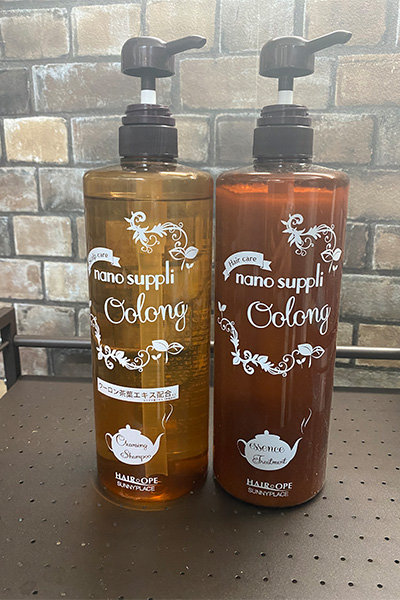 care
nano suppli
Oolong
ウーロン茶葉エキス配合
Cleansing
Shampoo
HAIR OPE
SUNNYPLACE
Hair care
nano suppli
Oolong
essence
Treatment
HAIR OPE
SUNNYPLACE